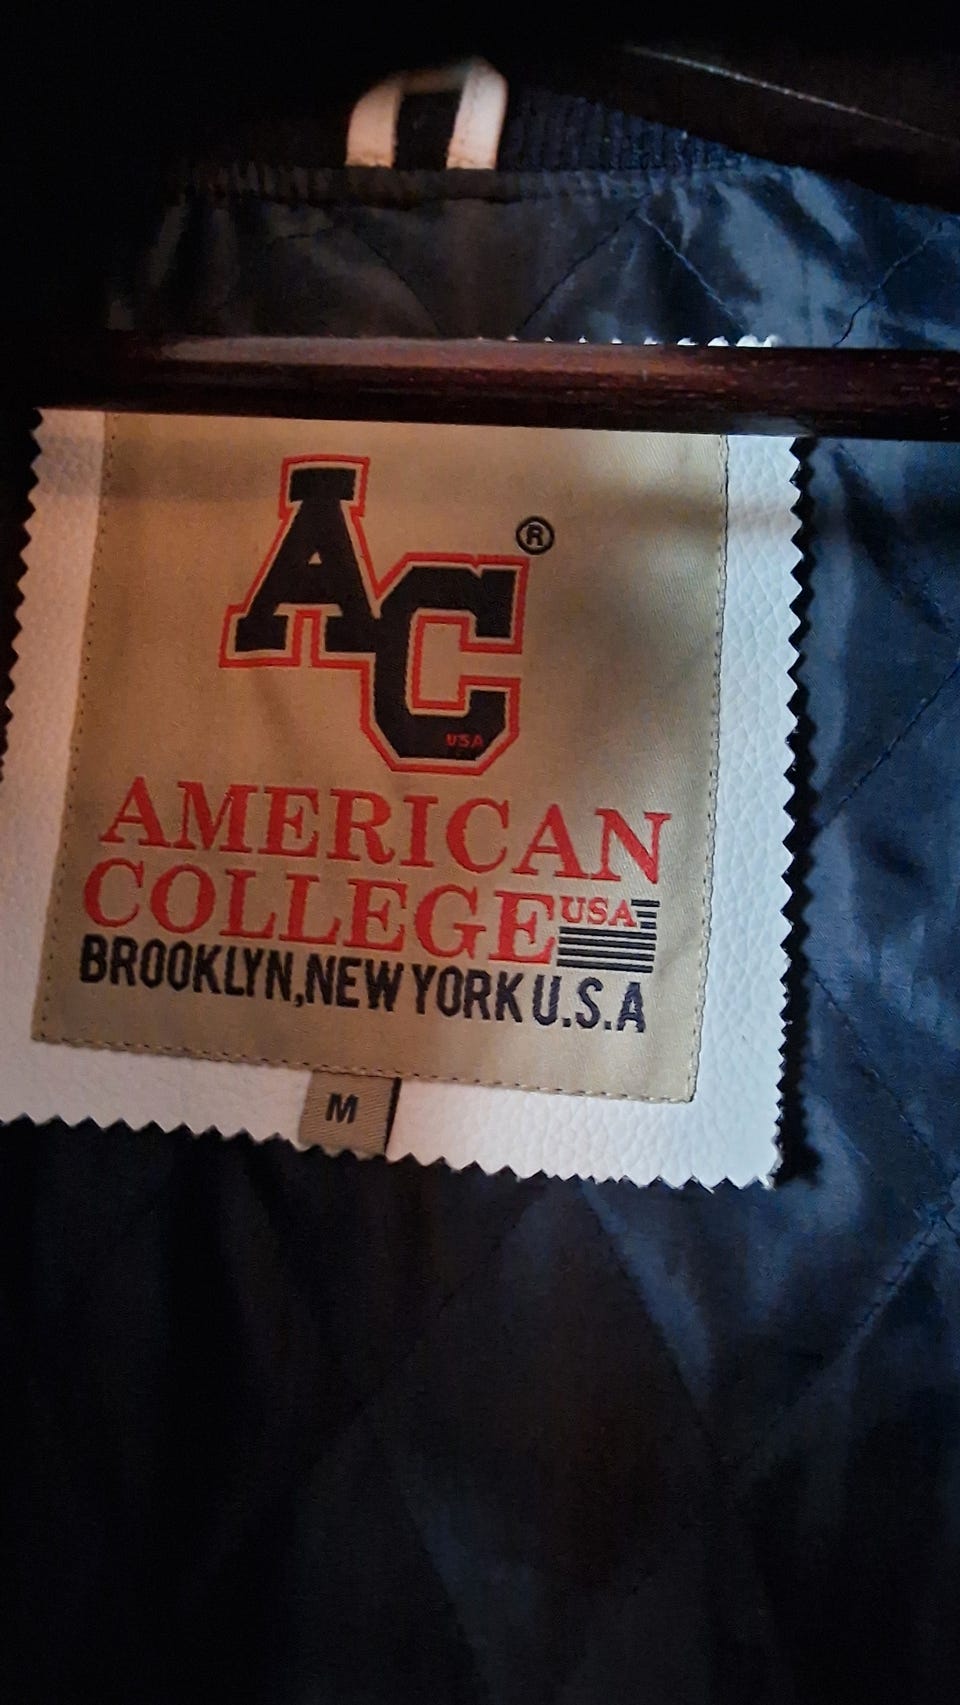 AC®
USA
AMERICAN
COLLEGE USA
BROOKLYN,NEW YORK U.S.A
M